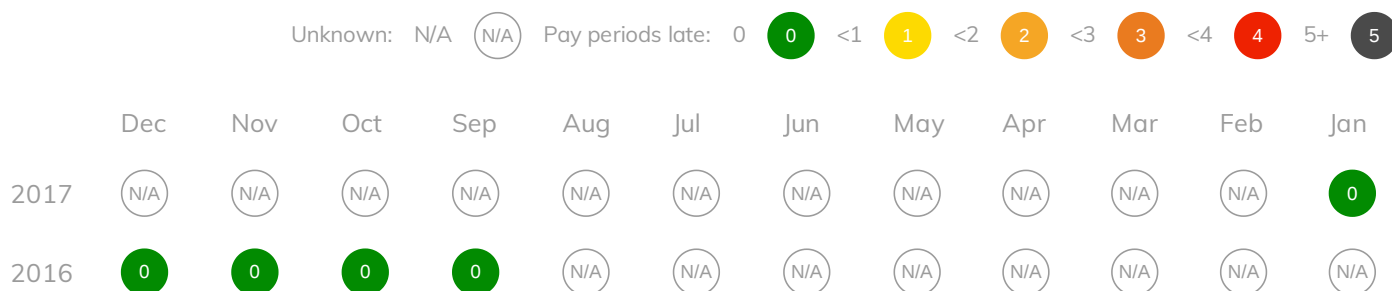 Unknown: N/A N/A Pay periods late: 0 0 <1 1 <2 2 <3 3 <4 4 5+ 5
Dec Nov Oct Sep Aug Jul Jun May Apr Mar Feb Jan
2017 N/A N/A N/A N/A N/A N/A N/A N/A N/A N/A N/A 0
2016 0 0 0 0 N/A N/A N/A N/A N/A N/A N/A N/A